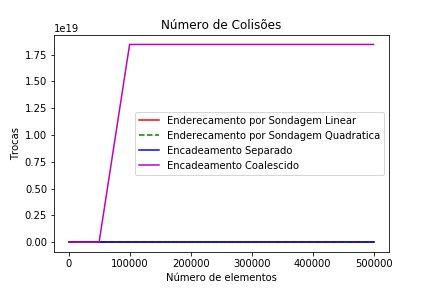 Número de Colisões
1e19
1.75
1.50
1.25
1.00
0.75
0.50
0.25
0.00
Trocas
Enderecamento por Sondagem Linear
Enderecamento por Sondagem Quadratica
Encadeamento Separado
Encadeamento Coalescido
0 100000 200000 300000 400000 500000
Número de elementos